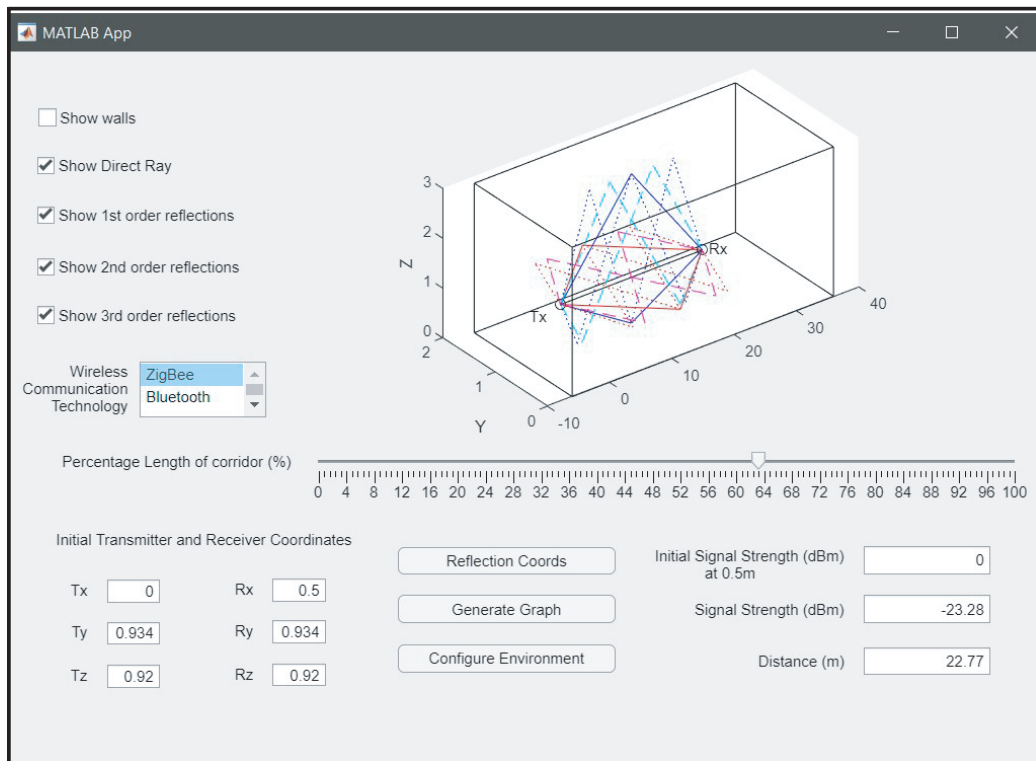 MATLAB App
Show walls
Show Direct Ray
Show 1st order reflections
Show 2nd order reflections
Show 3rd order reflections
Wireless
Communication
Technology
ZigBee
Bluetooth
3
2
1
0
Z
2
1
0
Y
-10
0
10
20
30
40
Tx
Rx
Percentage Length of corridor (%)
0 4 8 12 16 20 24 28 32 36 40 44 48 52 56 60 64 68 72 76 80 84 88 92 96 100
Initial Transmitter and Receiver Coordinates
Tx 0 Rx 0.5
Ty 0.934 Ry 0.934
Tz 0.92 Rz 0.92
Reflection Coords
Generate Graph
Configure Environment
Initial Signal Strength (dBm)
at 0.5m
0
Signal Strength (dBm) -23.28
Distance (m) 22.77